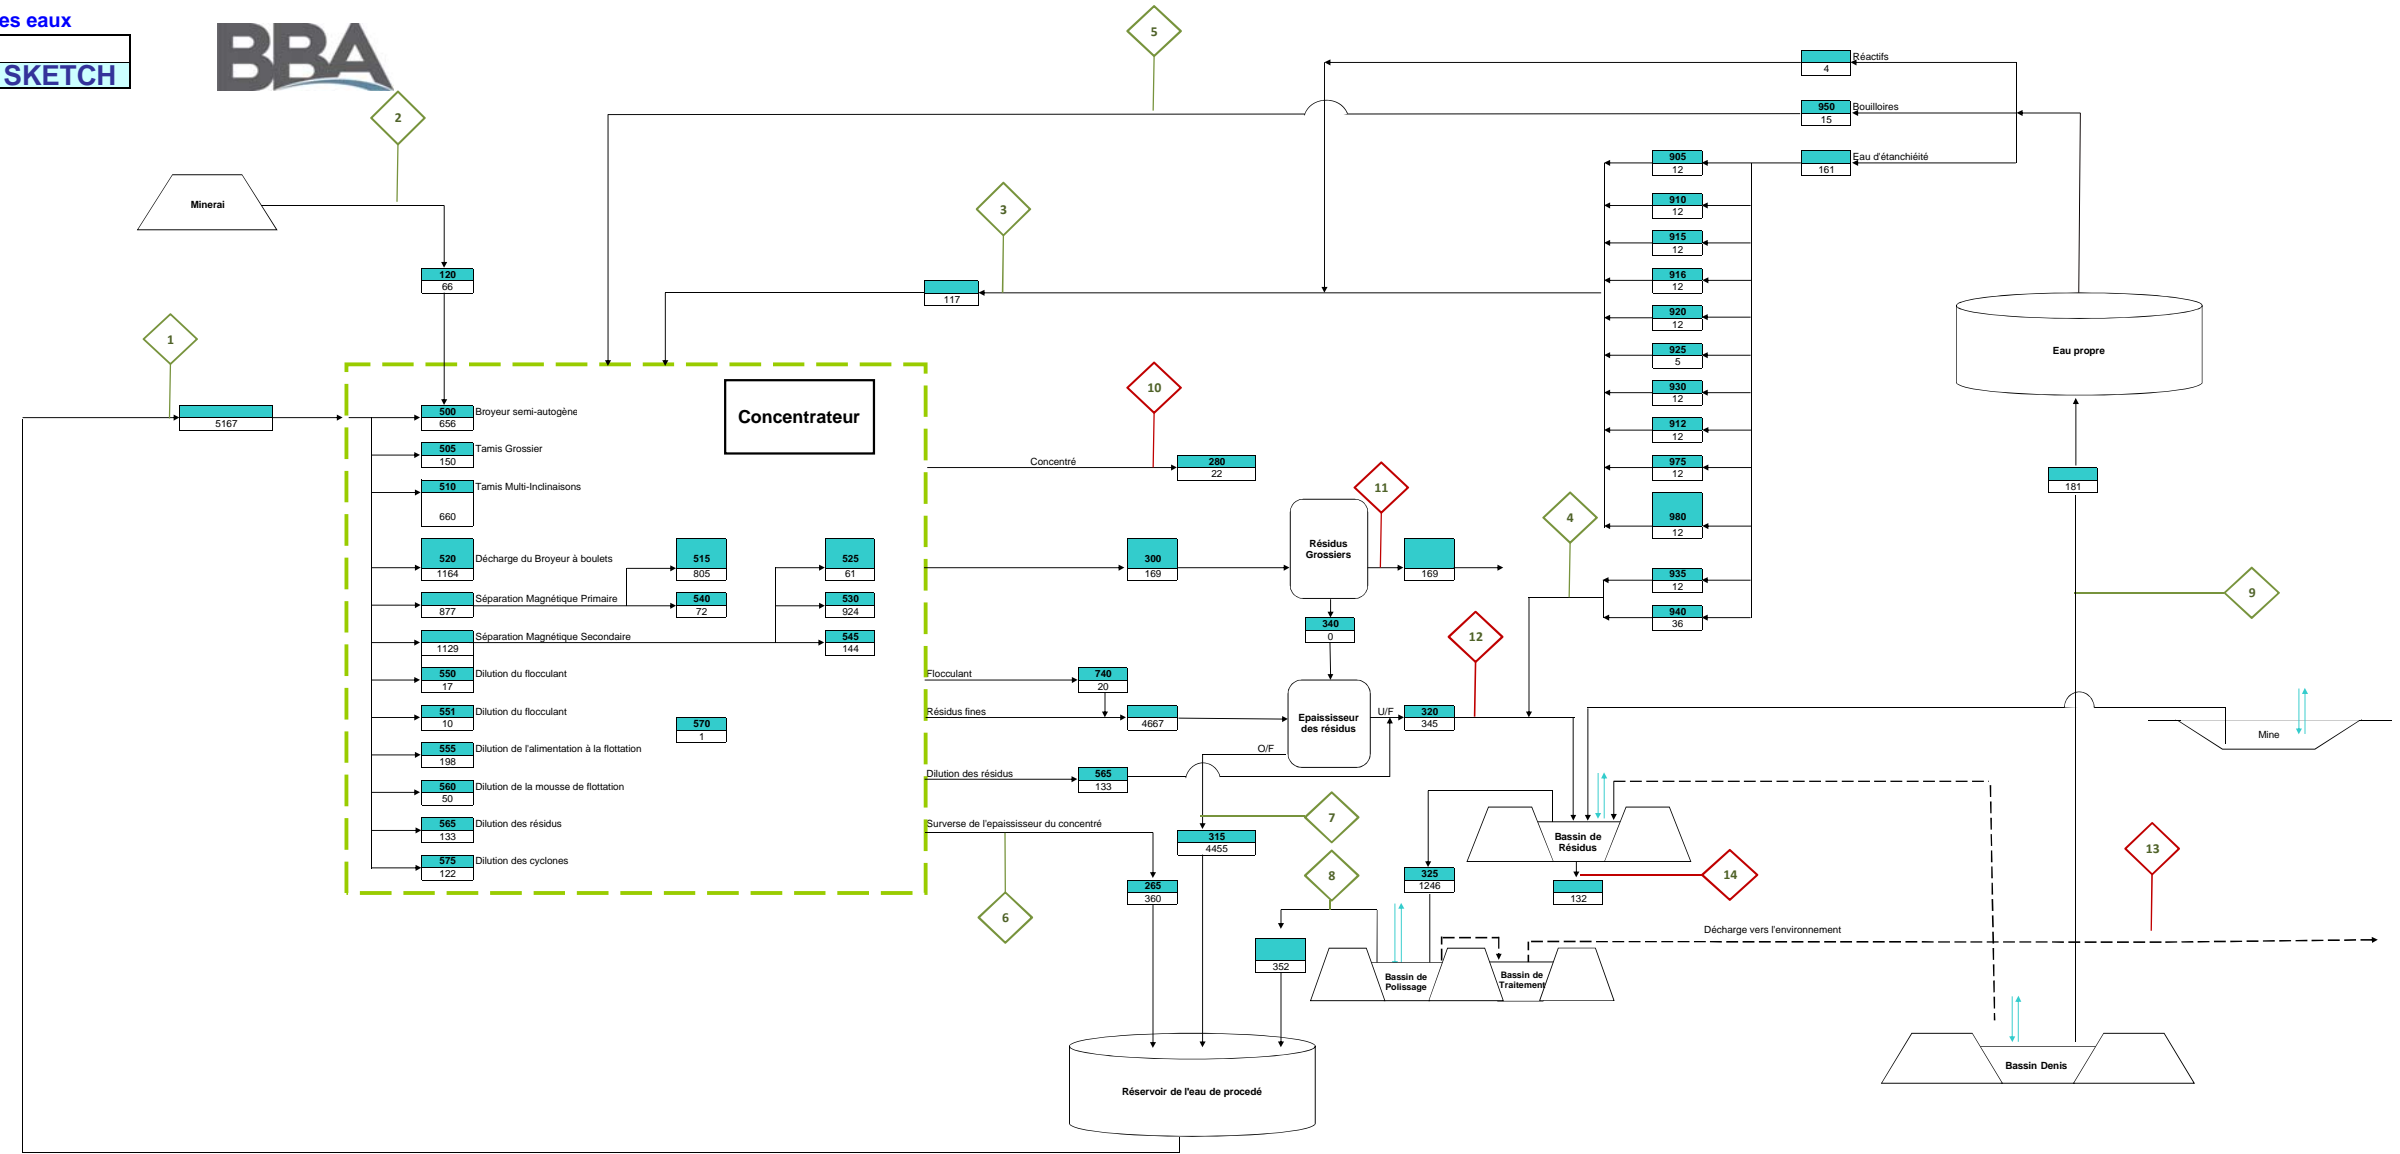 es eaux
SKETCH
BBA
5
2
3
1
Minerai
120
66
5167
117
Réactifs
4
950
Bouilloires
15
Eau d'étanchiéité
161
905
12
910
12
915
12
916
12
920
12
925
5
930
12
912
12
975
12
980
12
935
12
940
36
Eau propre
181
9
4
Concentrateur
500
Broyeur semi-autogène
656
505
Tamis Grossier
150
510
Tamis Multi-Inclinaisons
660
520
Décharge du Broyeur à boulets
1164
515
805
525
61
Séparation Magnétique Primaire
877
540
72
530
924
Séparation Magnétique Secondaire
1129
545
144
550
Dilution du flocculant
17
551
Dilution du flocculant
10
570
1
555
Dilution de l'alimentation à la flottation
198
560
Dilution de la mousse de flottation
50
565
Dilution des résidus
133
575
Dilution des cyclones
122
10
Concentré
280
22
11
300
169
Résidus
Grossiers
169
340
0
12
Flocculant
740
20
Résidus fines
4667
Epaississeur
des résidus
U/F
320
345
O/F
Dilution des résidus
565
133
Surverse de l'epaississeur du concentré
7
315
4455
265
360
6
8
352
325
1246
Bassin de
Résidus
132
14
13
Mine
Décharge vers l'environnement
Bassin de
Polissage
Bassin de
Traitement
Bassin Denis
Réservoir de l'eau de procedé